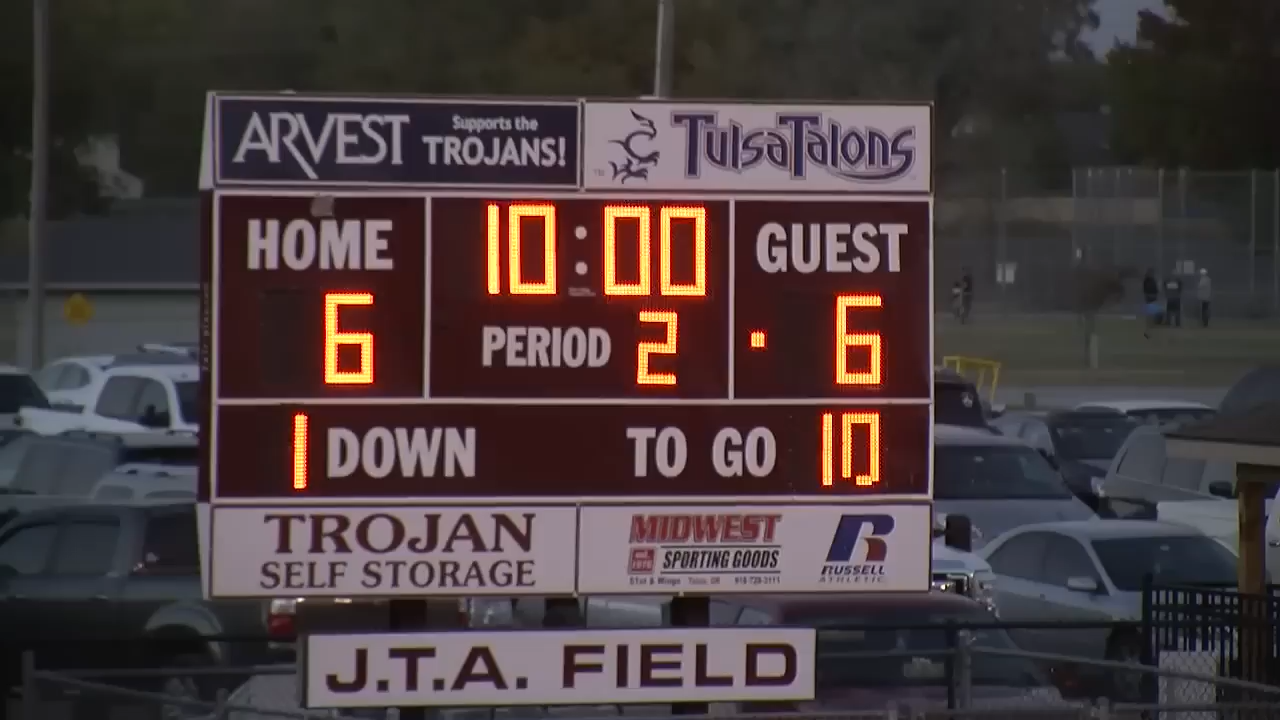 ARVEST
Supports the
TROJANS!
TM
TulsaTalons
HOME
10:00
GUEST
6
PERIOD 2
6
1 DOWN
TO GO 10
TROJAN
SELF STORAGE
MIDWEST
SPORTING GOODS
R
RUSSELL
ATHLETIC
J.T.A. FIELD